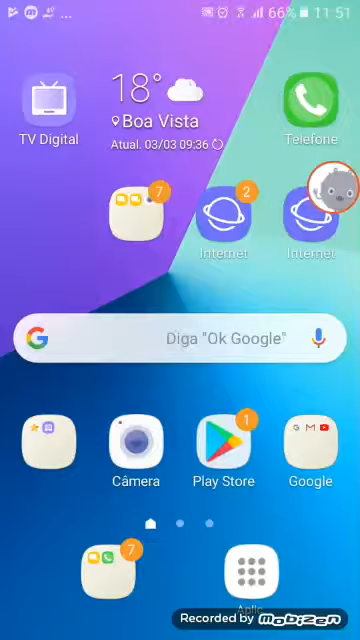 66% 11:51
18°
Boa Vista
Atual. 03/03 09:36
TV Digital
Telefone
7
2
Internet
Internet
Diga "Ok Google"
1
G
Câmera
Play Store
Google
7
Aplic.
Recorded by MOBIZEN